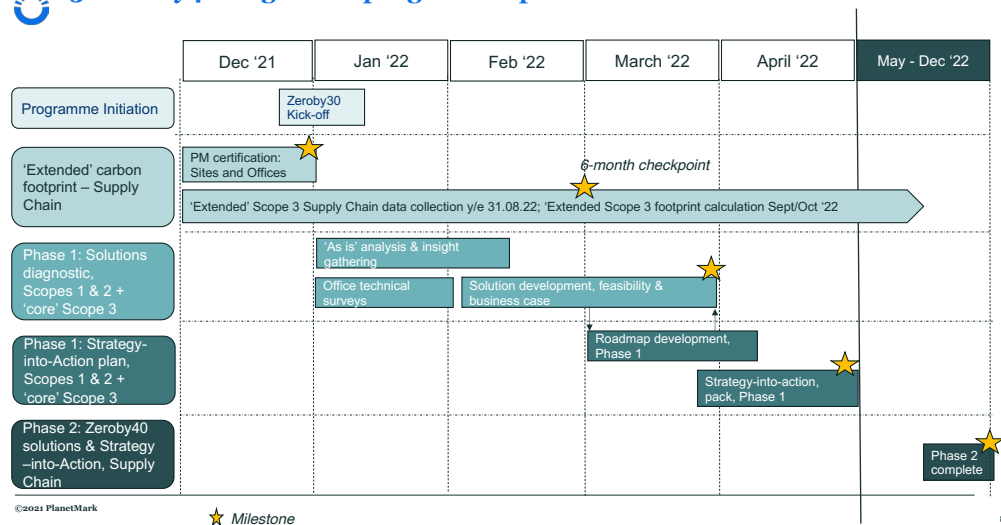 Dec ‘21
Jan ‘22
Feb ‘22
March ‘22
April ‘22
May - Dec ‘22
Programme Initiation
Zeroby30
Kick-off
‘Extended’ carbon
footprint – Supply
Chain
PM certification:
Sites and Offices
6-month checkpoint
‘Extended’ Scope 3 Supply Chain data collection y/e 31.08.22; ‘Extended Scope 3 footprint calculation Sept/Oct ‘22
Phase 1: Solutions
diagnostic,
Scopes 1 & 2 +
‘core’ Scope 3
‘As is’ analysis & insight
gathering
Office technical
surveys
Solution development, feasibility &
business case
Phase 1: Strategy-
into-Action plan,
Scopes 1 & 2 +
‘core’ Scope 3
Roadmap development,
Phase 1
Strategy-into-action,
pack, Phase 1
Phase 2: Zeroby40
solutions & Strategy
–into-Action, Supply
Chain
Phase 2
complete
©2021 PlanetMark
Milestone